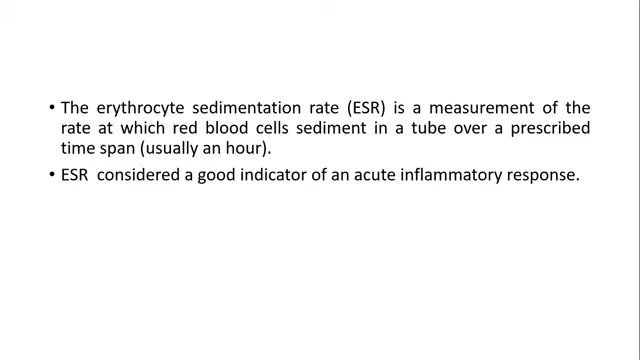 • The erythrocyte sedimentation rate (ESR) is a measurement of the
rate at which red blood cells sediment in a tube over a prescribed
time span (usually an hour).
• ESR  considered a good indicator of an acute inflammatory response.